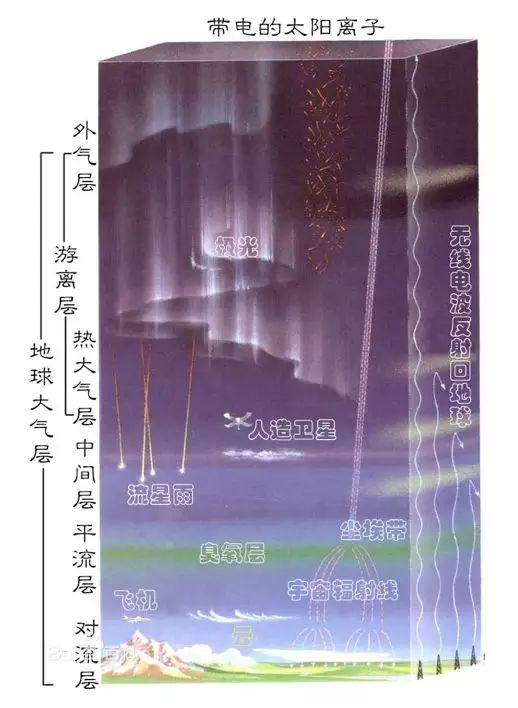 带电的太阳离子
外气层
游离层
地球大气层
热大气层
中间层
平流层
对流层
极光
无线电波反射回地球
人造卫星
流星雨
尘埃带
臭氧层
宇宙辐射线
飞机
云
Bai百科